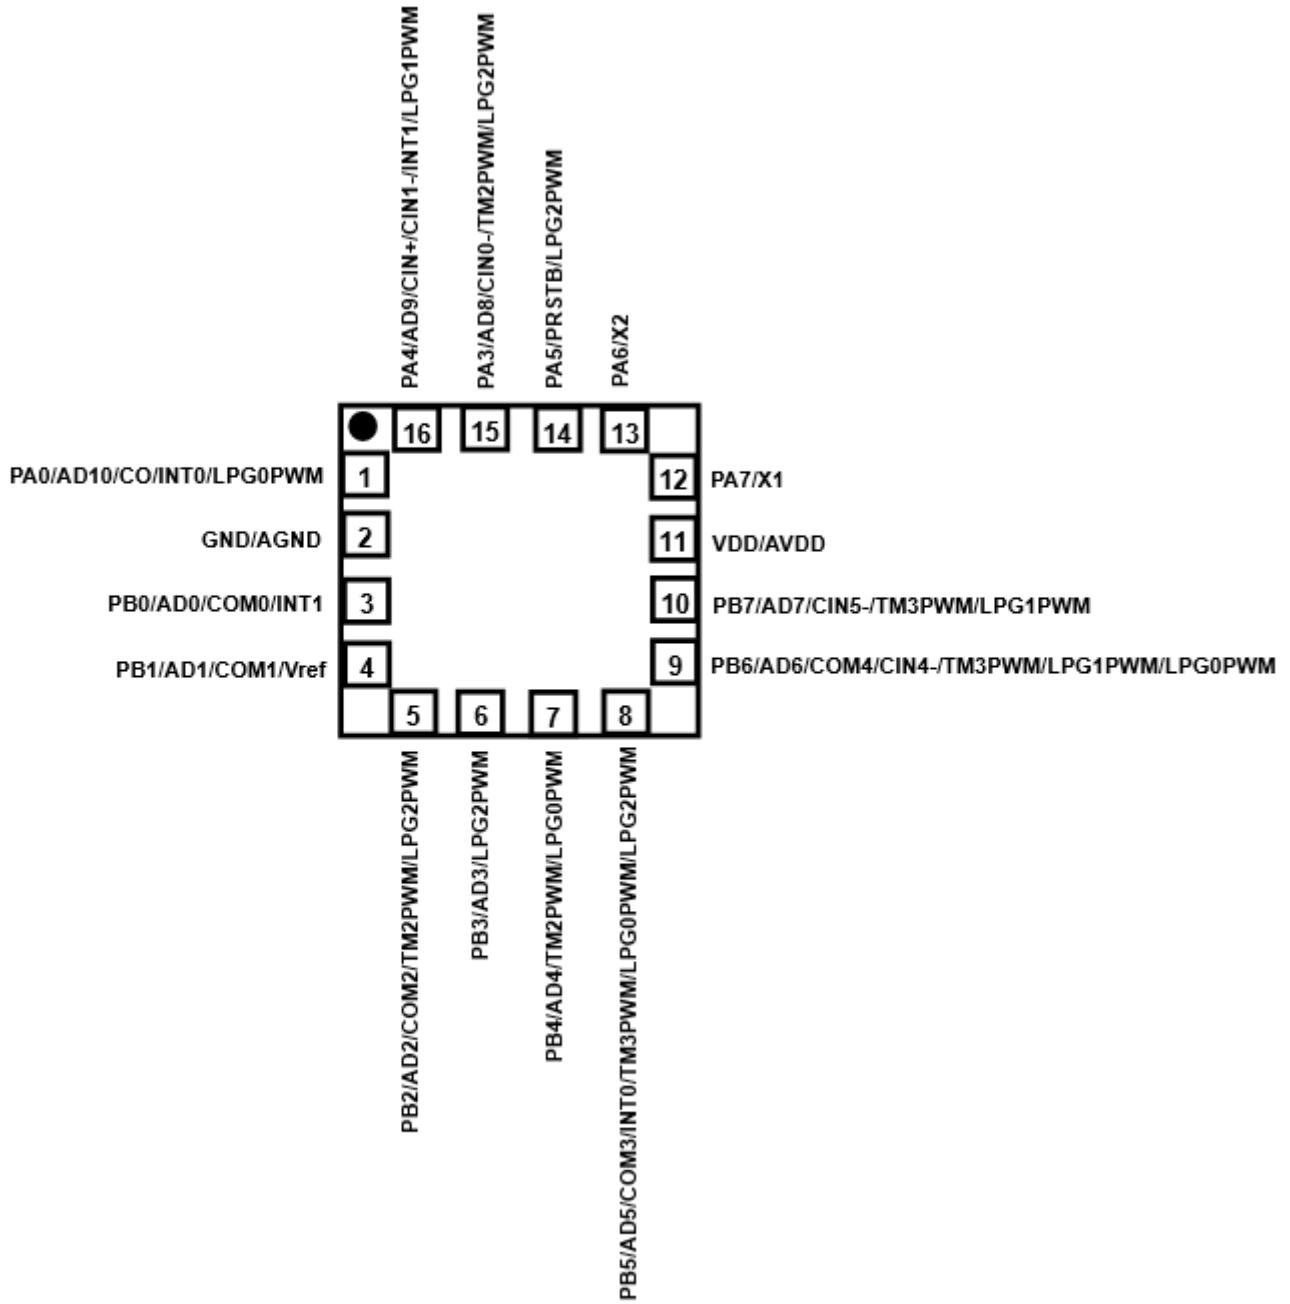 PA4/AD9/CIN+/CIN1-/INT1/LPG1PWM
PA3/AD8/CIN0-/TM2PWM/LPG2PWM
PA5/PRSTB/LPG2PWM
PA6/X2
16
15
14
13
PA0/AD10/CO/INT0/LPG0PWM
1
12
PA7/X1
GND/AGND
2
11
VDD/AVDD
PB0/AD0/COM0/INT1
3
10
PB7/AD7/CIN5-/TM3PWM/LPG1PWM
PB1/AD1/COM1/Vref
4
9
PB6/AD6/COM4/CIN4-/TM3PWM/LPG1PWM/LPG0PWM
5
6
7
8
PB2/AD2/COM2/TM2PWM/LPG2PWM
PB3/AD3/LPG2PWM
PB4/AD4/TM2PWM/LPG0PWM
PB5/AD5/COM3/INT0/TM3PWM/LPG0PWM/LPG2PWM